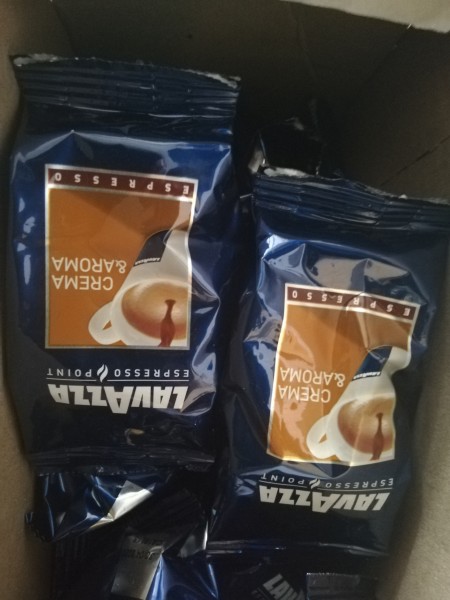 LAVAZZA
ESPRESSO POINT
CREMA
&AROMA
ESPRESSO
LAVAZZA
ESPRESSO POINT
CREMA
&AROMA
ESPRESSO